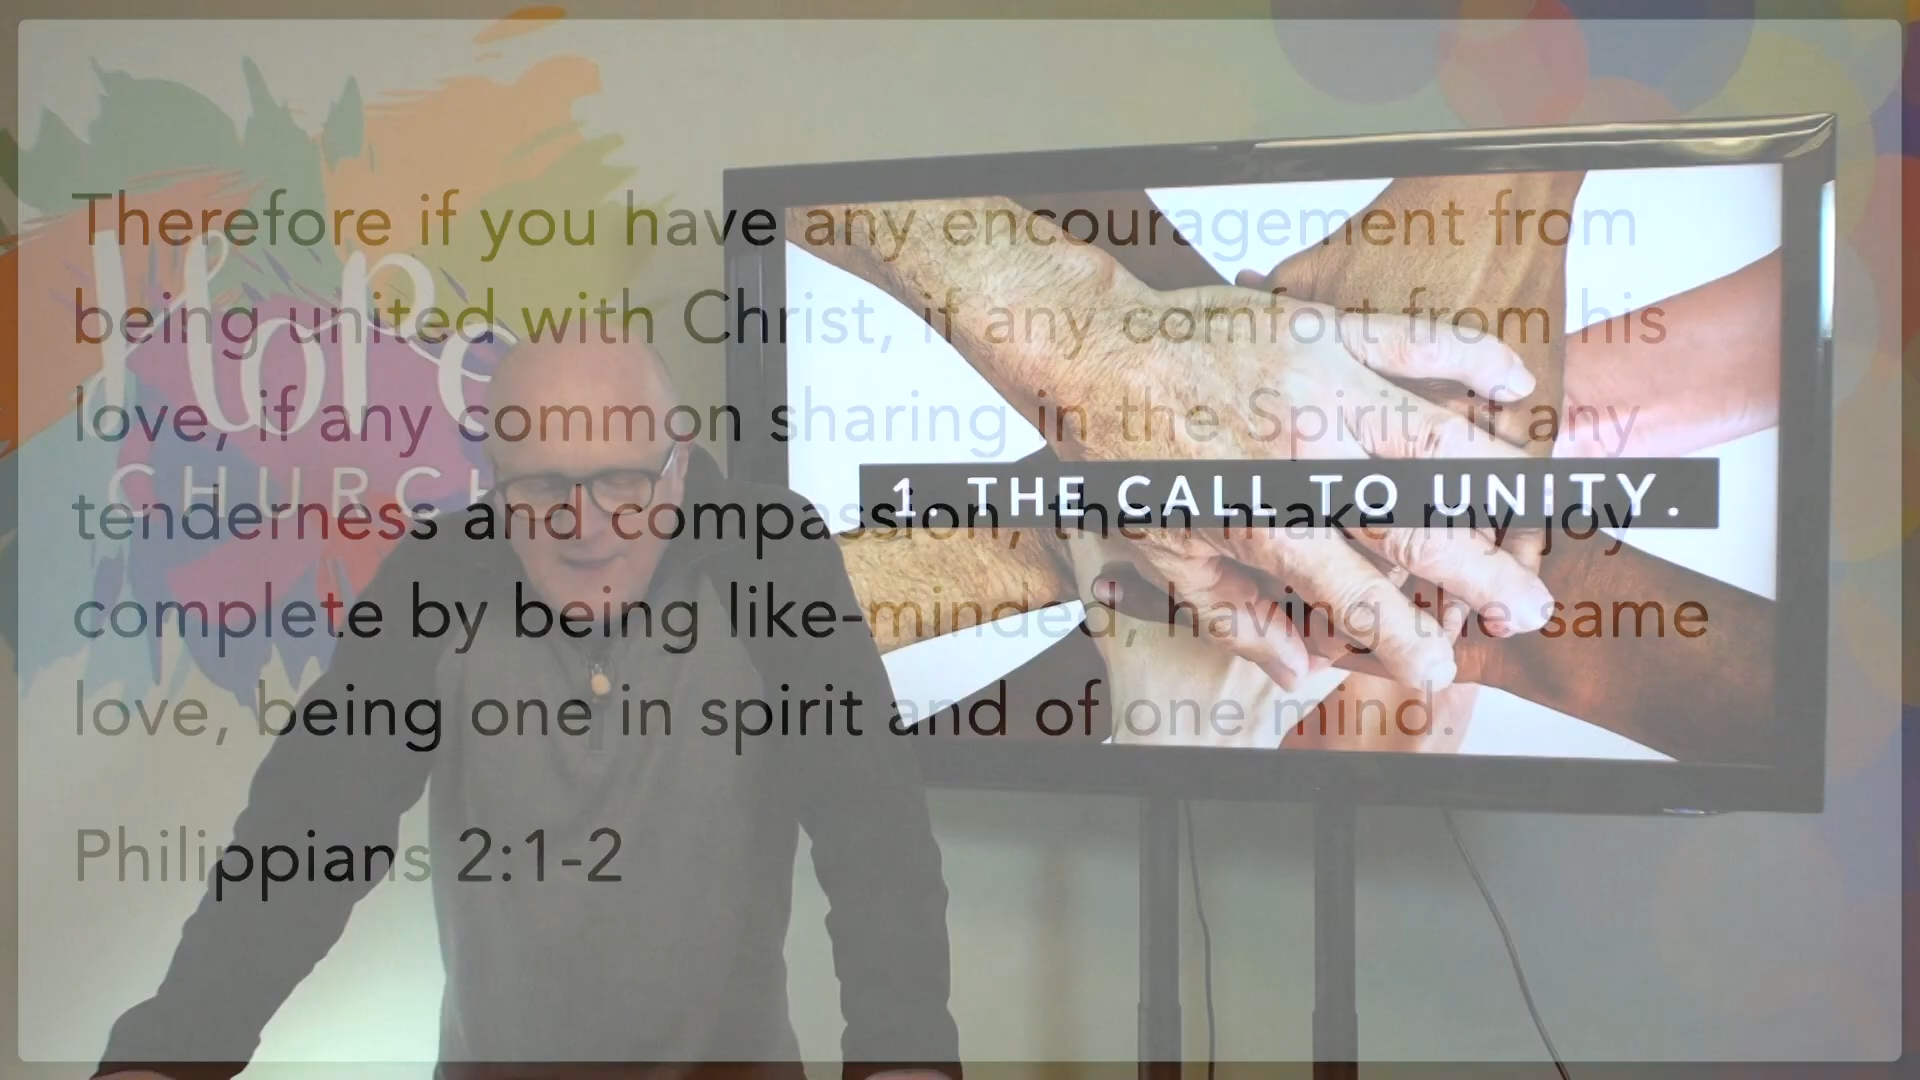 Therefore if you have any encouragement from
being united with Christ, if any comfort from his
love, if any common sharing in the Spirit, if any
tenderness and compassion, then make my joy
complete by being like-minded, having the same
love, being one in spirit and of one mind.
Philippians 2:1-2
Hope
CHURCH
1. THE CALL TO UNITY.